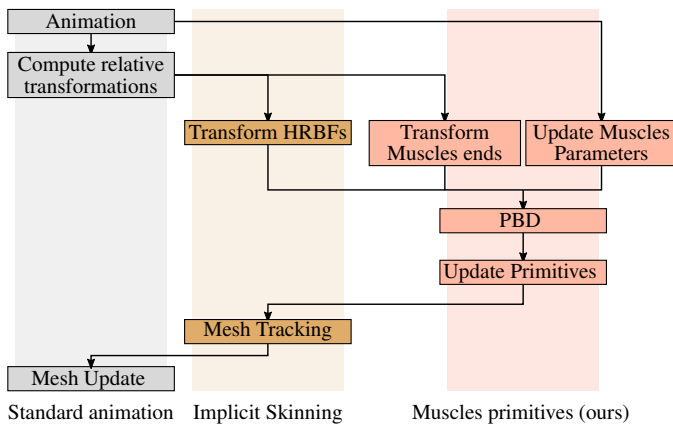 Animation
Compute relative
transformations
Transform HRBFs
Transform
Muscles ends
Update Muscles
Parameters
PBD
Update Primitives
Mesh Tracking
Mesh Update
Standard animation
Implicit Skinning
Muscles primitives (ours)